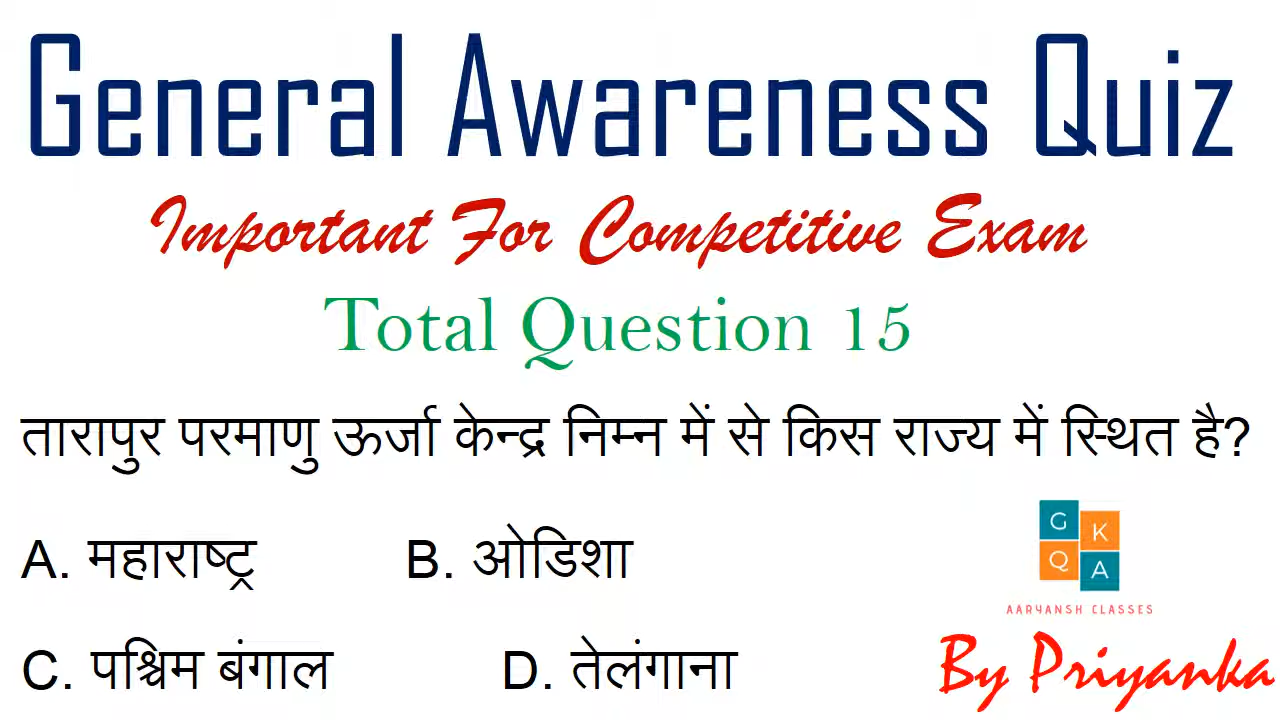 General Awareness Quiz
Important For Competitive Exam
Total Question 15
तारापुर परमाणु ऊर्जा केन्द्र निम्न में से किस राज्य में स्थित है?
A. महाराष्ट्र B. ओडिशा
C. पश्चिम बंगाल D. तेलंगाना
G K
Q A
AARYANSH CLASSES
By Priyanka